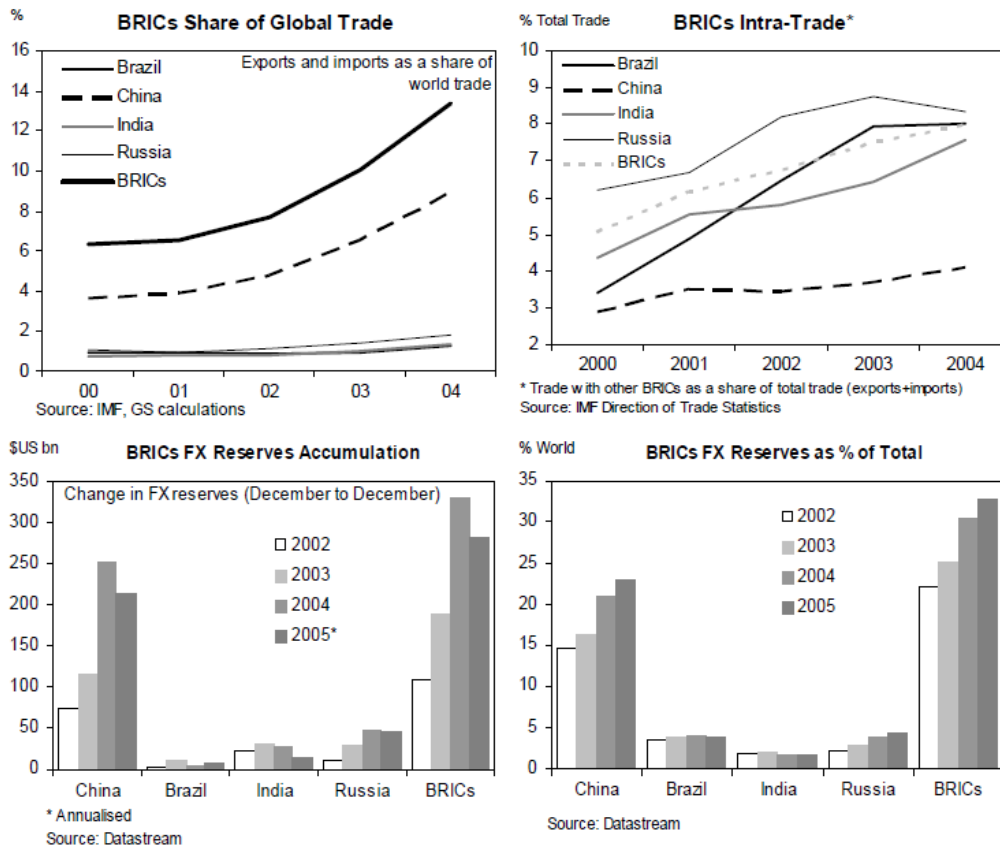 %
BRICs Share of Global Trade
16
14
12
10
8
6
4
2
0
Exports and imports as a share of
world trade
Brazil
China
India
Russia
BRICs
00 01 02 03 04
Source: IMF, GS calculations
% Total Trade
BRICs Intra-Trade*
10
9
8
7
6
5
4
3
2
Brazil
China
India
Russia
BRICs
2000 2001 2002 2003 2004
* Trade with other BRICs as a share of total trade (exports+imports)
Source: IMF Direction of Trade Statistics
$US bn
BRICs FX Reserves Accumulation
350
300
250
200
150
100
50
0
Change in FX reserves (December to December)
2002
2003
2004
2005*
China Brazil India Russia BRICs
* Annualised
Source: Datastream
% World
BRICs FX Reserves as % of Total
35
30
25
20
15
10
5
0
2002
2003
2004
2005
China Brazil India Russia BRICs
Source: Datastream